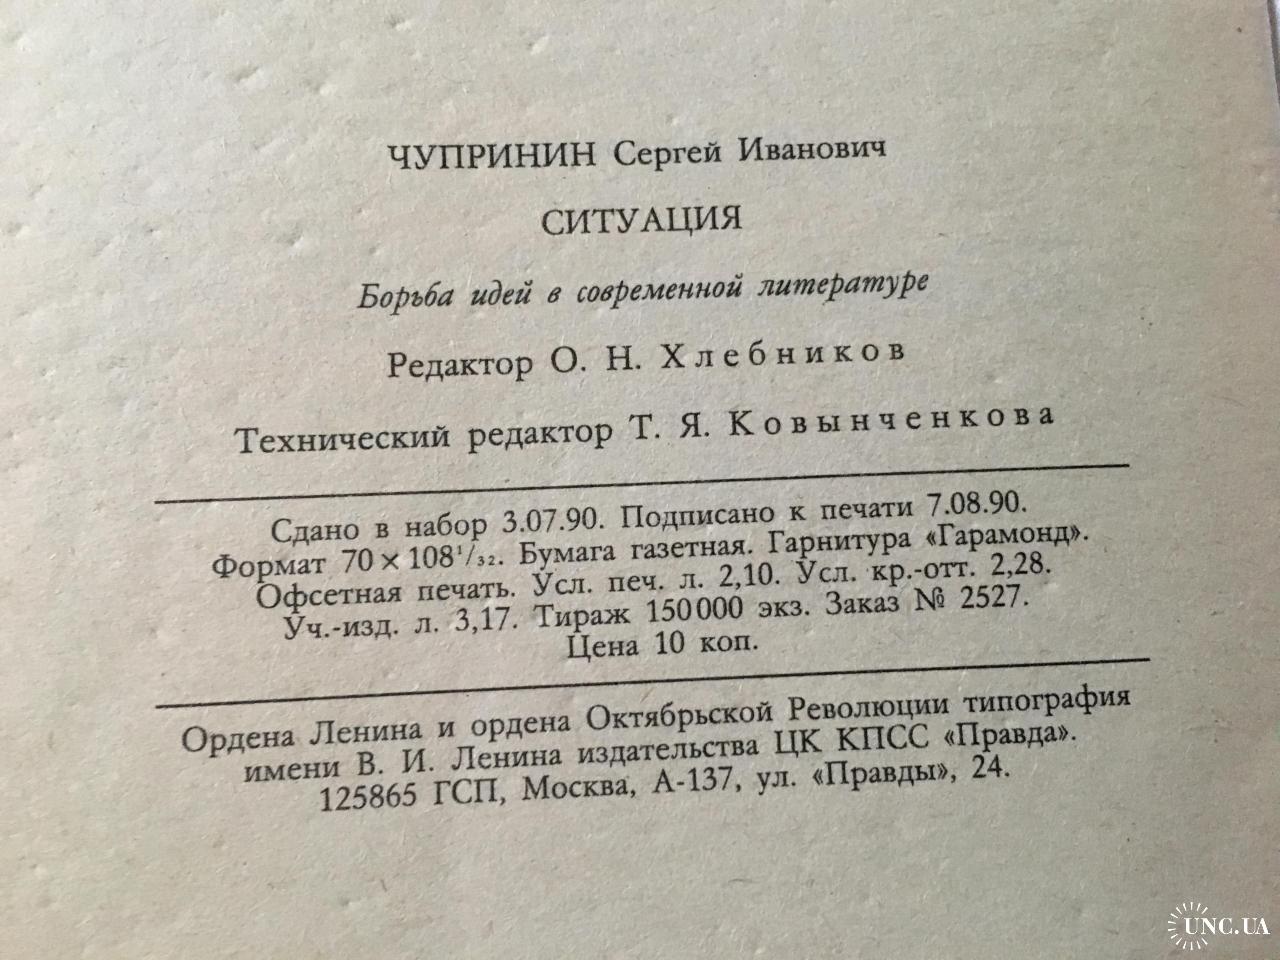 ЧУПРИНИН Сергей Иванович
СИТУАЦИЯ
Борьба идей в современной литературе
Редактор О. Н. Хлебников
Технический редактор Т. Я. Ковынченкова
Сдано в набор 3.07.90. Подписано к печати 7.08.90.
Формат 70 × 108¹/₃₂. Бумага газетная. Гарнитура «Гарамонд».
Офсетная печать. Усл. печ. л. 2,10. Усл. кр.-отт. 2,28.
Уч.-изд. л. 3,17. Тираж 150 000 экз. Заказ № 2527.
Цена 10 коп.
Ордена Ленина и ордена Октябрьской Революции типография
имени В. И. Ленина издательства ЦК КПСС «Правда».
125865 ГСП, Москва, А-137, ул. «Правды», 24.
UNC.UA